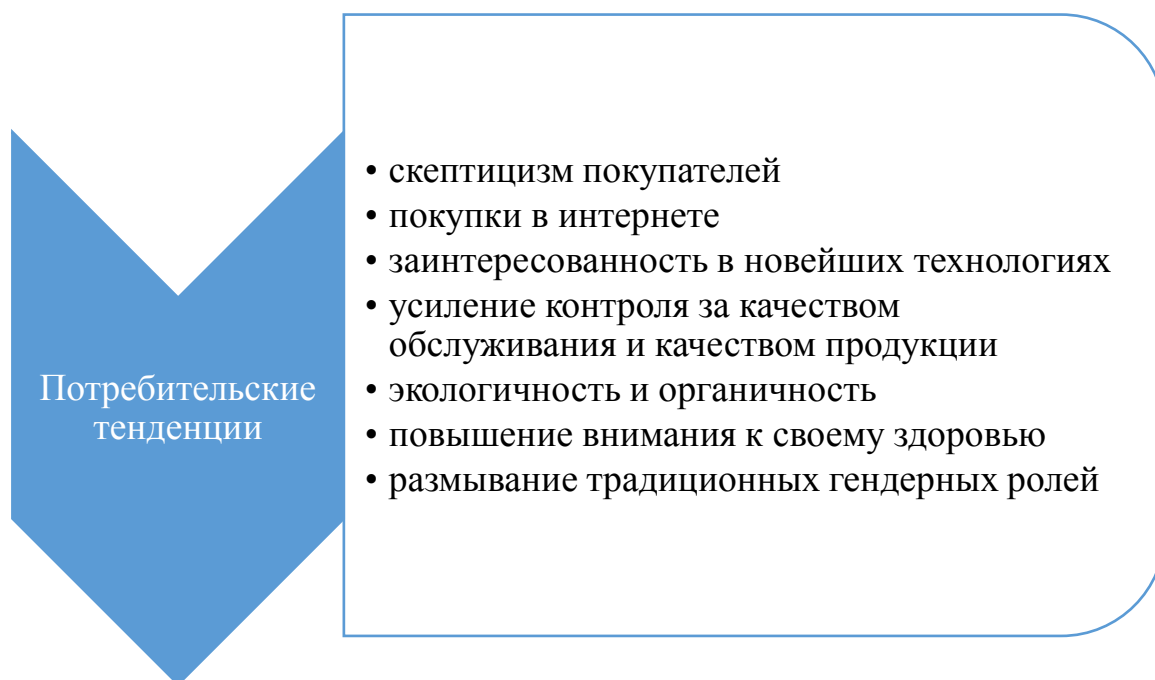 Потребительские
тенденции
• скептицизм покупателей
• покупки в интернете
• заинтересованность в новейших технологиях
• усиление контроля за качеством
обслуживания и качеством продукции
• экологичность и органичность
• повышение внимания к своему здоровью
• размывание традиционных гендерных ролей